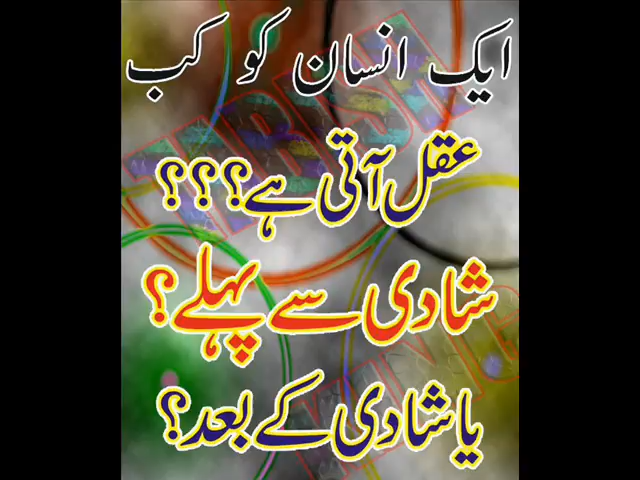 ایک انسان کو کب
عقل آتی ہے؟؟؟
شادی سے پہلے؟
یا شادی کے بعد؟